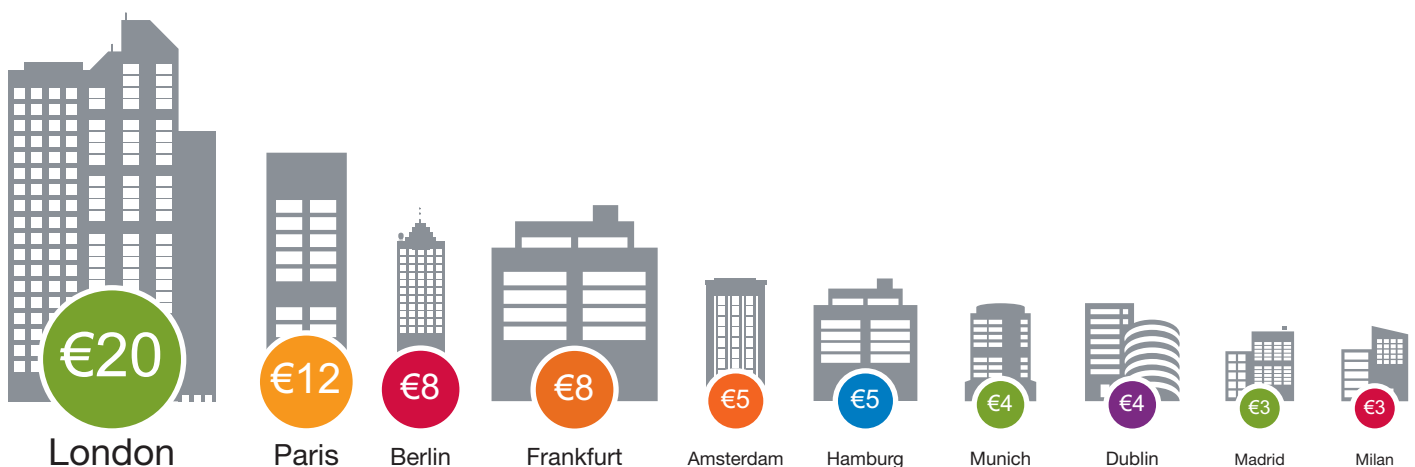 €20
€12
€8
€8
€5
€5
€4
€4
€3
€3
London
Paris
Berlin
Frankfurt
Amsterdam
Hamburg
Munich
Dublin
Madrid
Milan